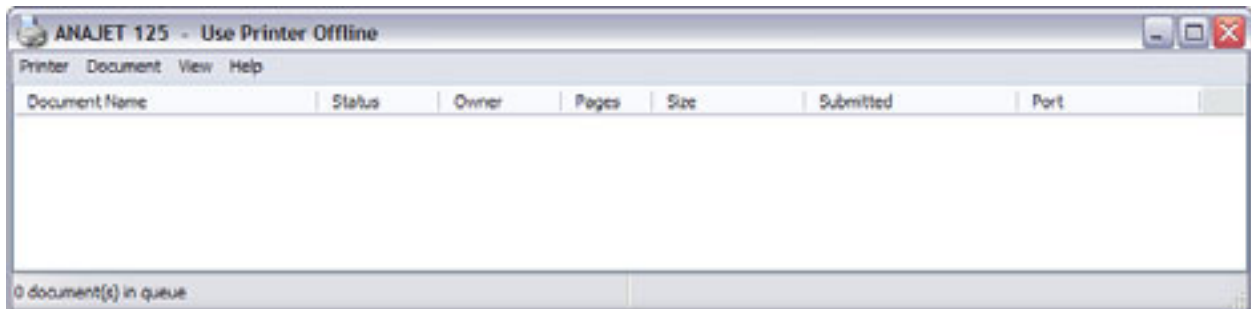 ANAJET 125 - Use Printer Offline
Printer Document View Help
Document Name Status Owner Pages Size Submitted Port
0 document(s) in queue